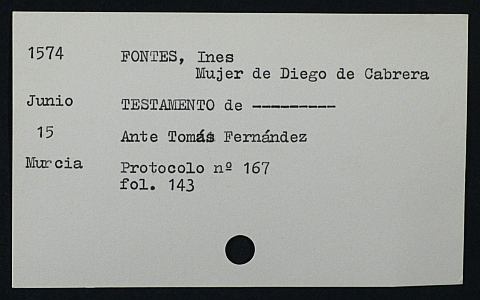 1574 FONTES, Ines
Mujer de Diego de Cabrera
Junio TESTAMENTO de ---------
15 Ante Tomás Fernández
Murcia Protocolo nº 167
fol. 143